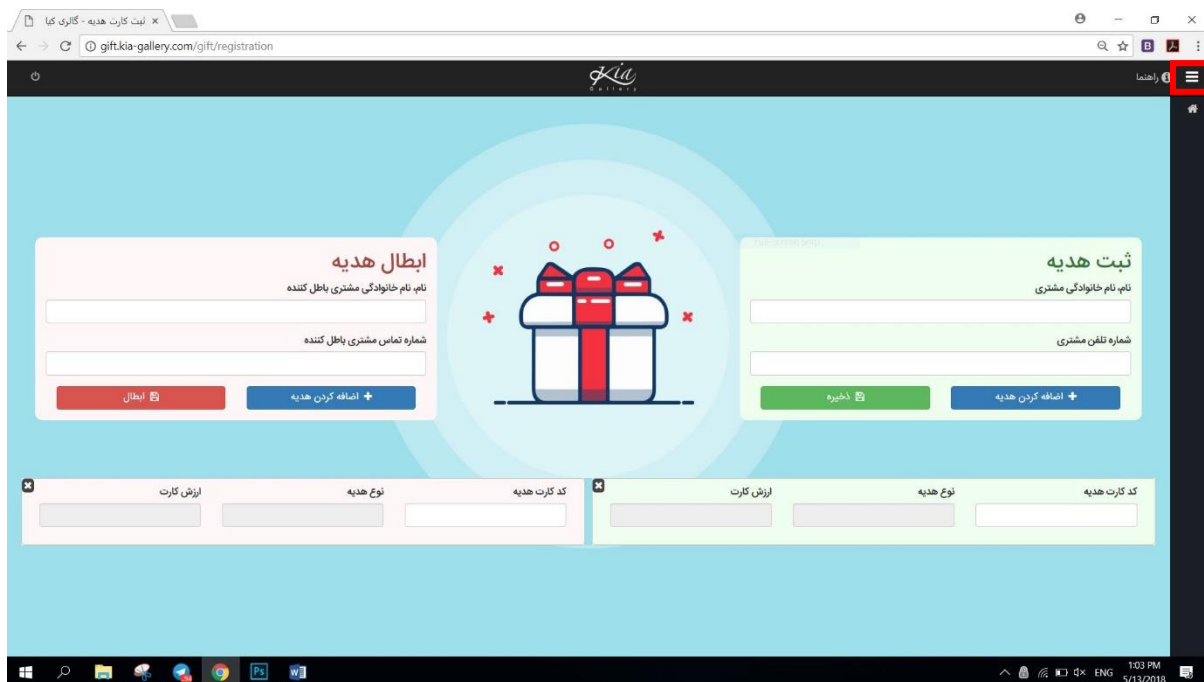 ثبت کارت هدیه - گالری کیا
gift.kia-gallery.com/gift/registration
Kia
Gallery
راهنما
ثبت هدیه
نام، نام خانوادگی مشتری
شماره تلفن مشتری
+ اضافه کردن هدیه
ذخیره
ابطال هدیه
نام، نام خانوادگی مشتری باطل کننده
شماره تماس مشتری باطل کننده
+ اضافه کردن هدیه
ابطال
کد کارت هدیه نوع هدیه ارزش کارت
کد کارت هدیه نوع هدیه ارزش کارت
ENG
1:03 PM
5/13/2018